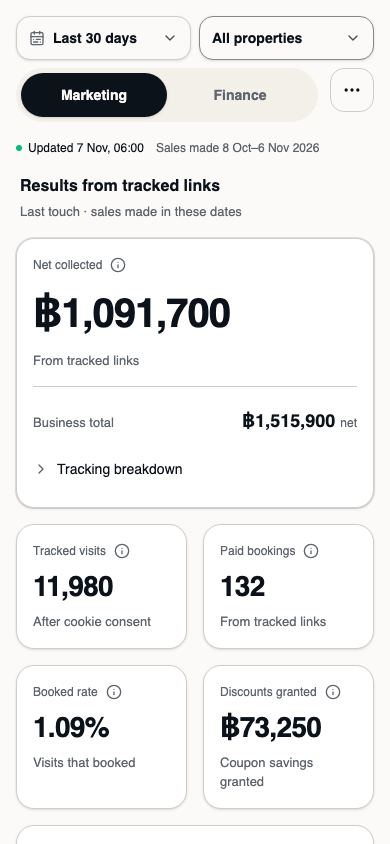 Last 30 days
All properties
Marketing
Finance
Updated 7 Nov, 06:00
Sales made 8 Oct–6 Nov 2026
Results from tracked links
Last touch · sales made in these dates
Net collected
฿1,091,700
From tracked links
Business total
฿1,515,900 net
Tracking breakdown
Tracked visits
11,980
After cookie consent
Paid bookings
132
From tracked links
Booked rate
1.09%
Visits that booked
Discounts granted
฿73,250
Coupon savings
granted